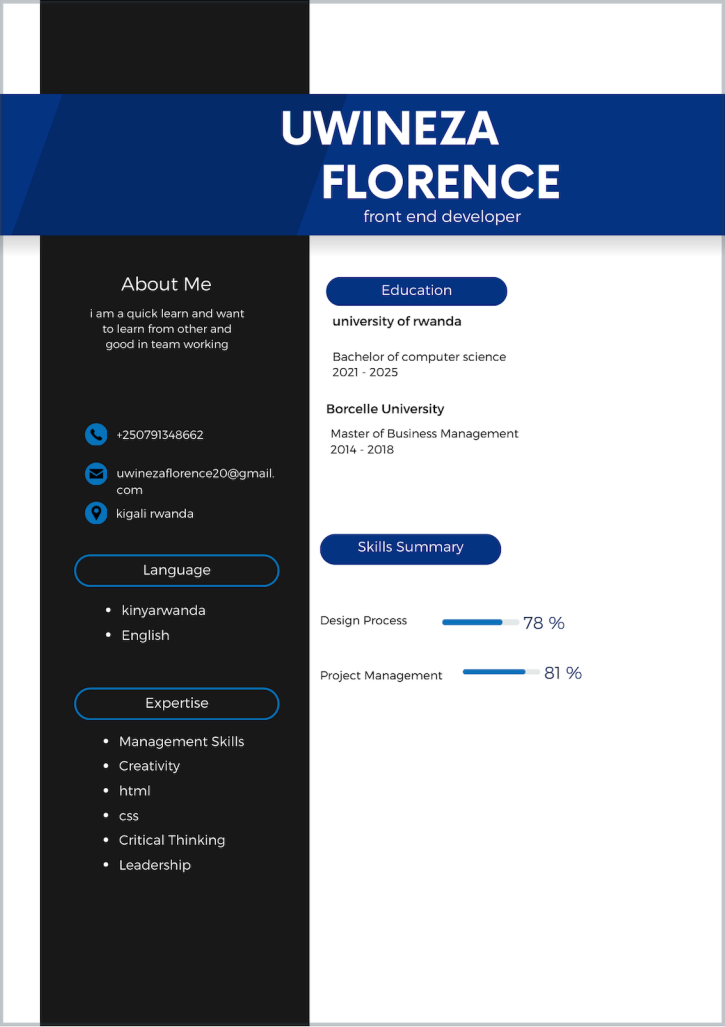 UWINEZA
FLORENCE
front end developer
About Me
i am a quick learn and want
to learn from other and
good in team working
+250791348662
uwinezaflorence20@gmail.
com
kigali rwanda
Language
kinyarwanda
English
Expertise
Management Skills
Creativity
html
css
Critical Thinking
Leadership
Education
university of rwanda
Bachelor of computer science
2021 - 2025
Borcelle University
Master of Business Management
2014 - 2018
Skills Summary
Design Process 78 %
Project Management 81 %